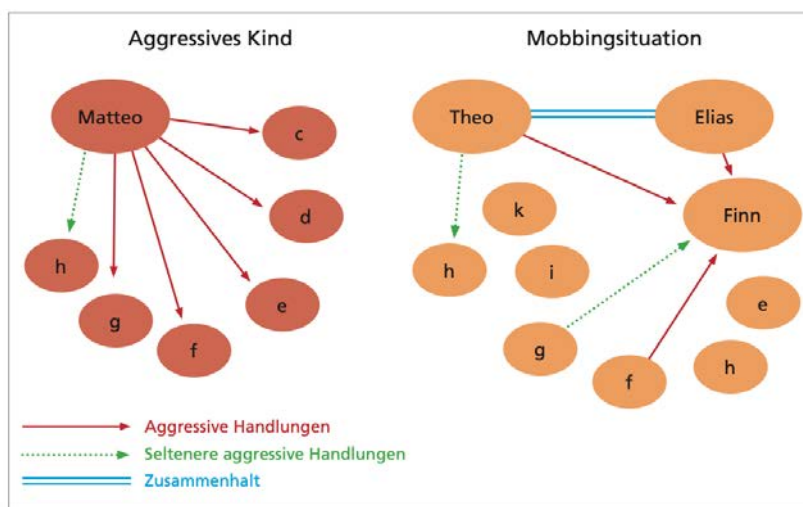 Aggressives Kind
Matteo
c
d
e
f
g
h
Mobbingsituation
Theo
Elias
Finn
k
h
i
g
f
e
h
Aggressive Handlungen
Seltenere aggressive Handlungen
Zusammenhalt